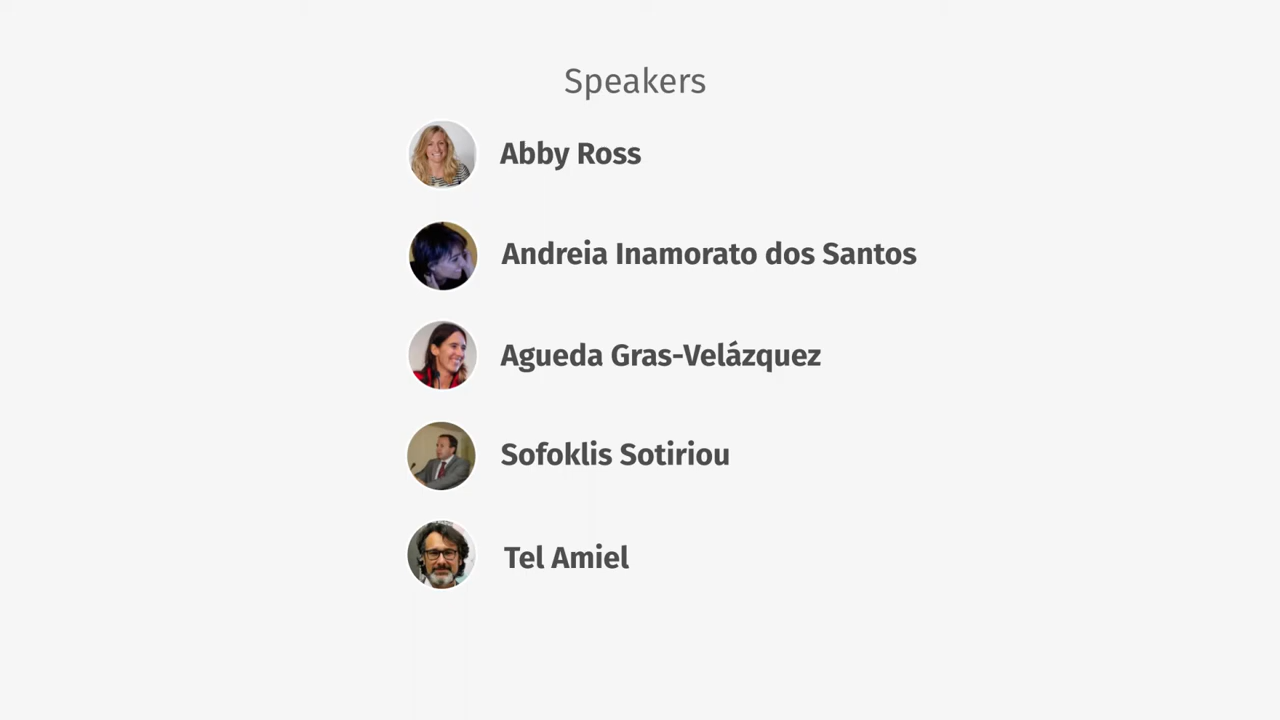 Speakers
Abby Ross
Andreia Inamorato dos Santos
Agueda Gras-Velázquez
Sofoklis Sotiriou
Tel Amiel